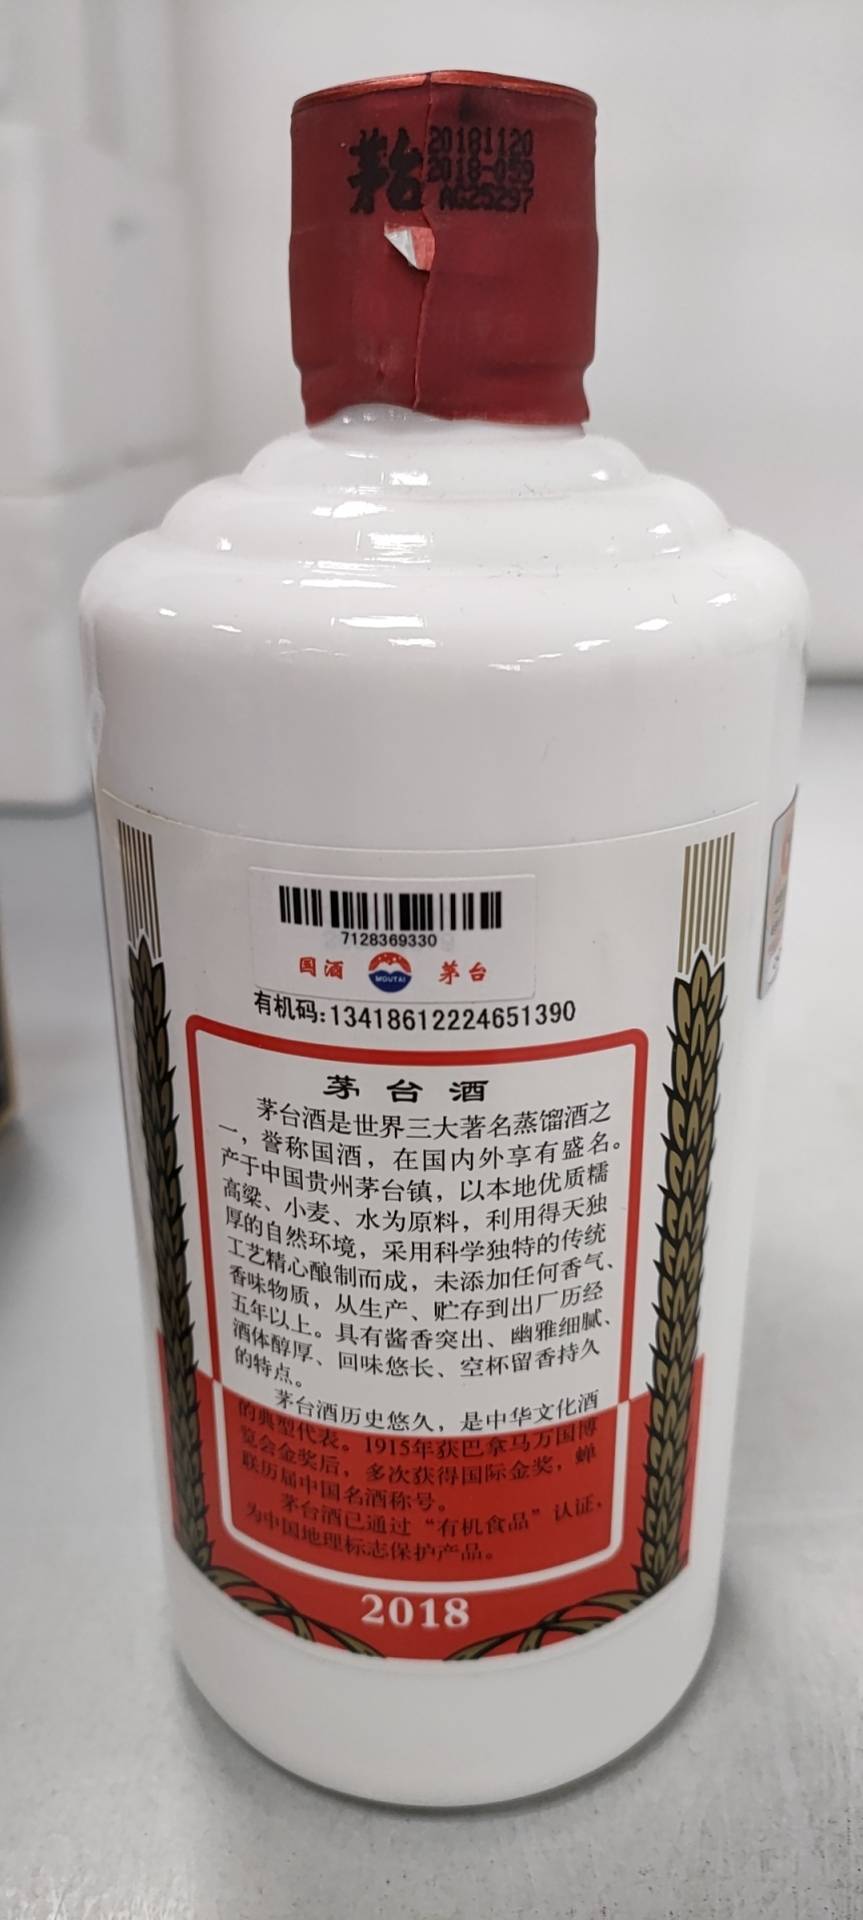 茅台
20181120
2018-059
AG25297
7128369330
国酒 MOUTAI 茅台
有机码:13418612224651390
茅台酒
茅台酒是世界三大著名蒸馏酒之
一，誉称国酒，在国内外享有盛名。
产于中国贵州茅台镇，以本地优质糯
高粱、小麦、水为原料，利用得天独
厚的自然环境，采用科学独特的传统
工艺精心酿制而成，未添加任何香气、
香味物质，从生产、贮存到出厂历经
五年以上。具有酱香突出、幽雅细腻、
酒体醇厚、回味悠长、空杯留香持久
的特点。
茅台酒历史悠久，是中华文化酒
的典型代表。1915年获巴拿马万国博
览会金奖后，多次获得国际金奖，蝉
联历届中国名酒称号。
茅台酒已通过“有机食品”认证，
为中国地理标志保护产品。
2018